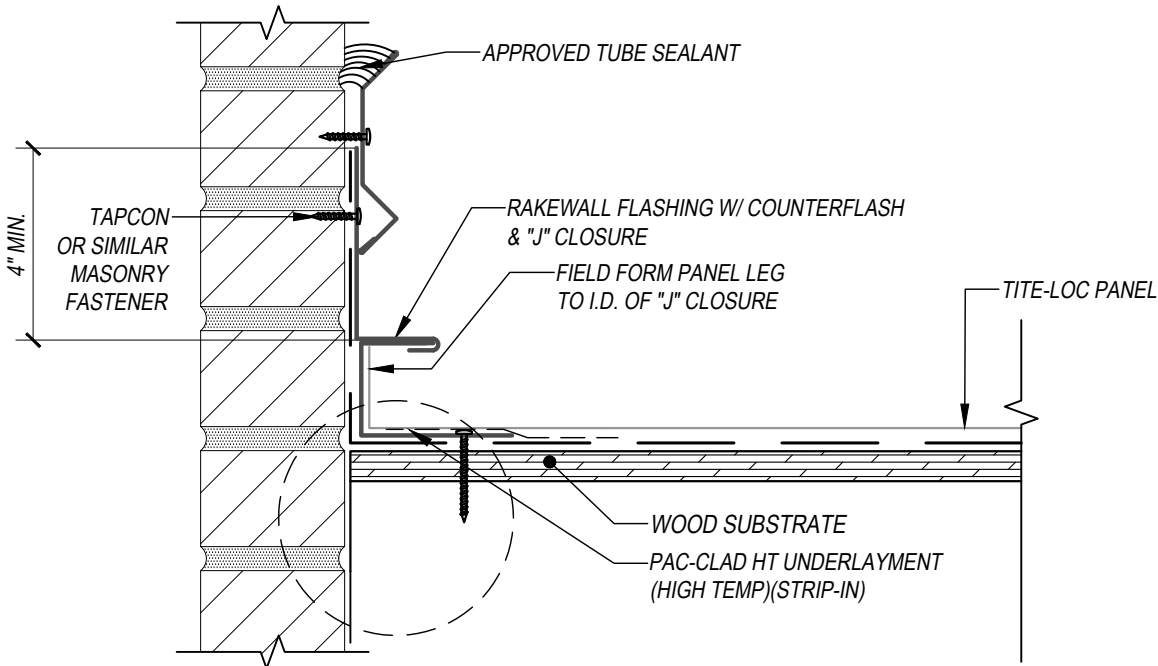 APPROVED TUBE SEALANT
4" MIN.
TAPCON
OR SIMILAR
MASONRY
FASTENER
RAKEWALL FLASHING W/ COUNTERFLASH
& "J" CLOSURE
FIELD FORM PANEL LEG
TO I.D. OF "J" CLOSURE
TITE-LOC PANEL
WOOD SUBSTRATE
PAC-CLAD HT UNDERLAYMENT
(HIGH TEMP)(STRIP-IN)